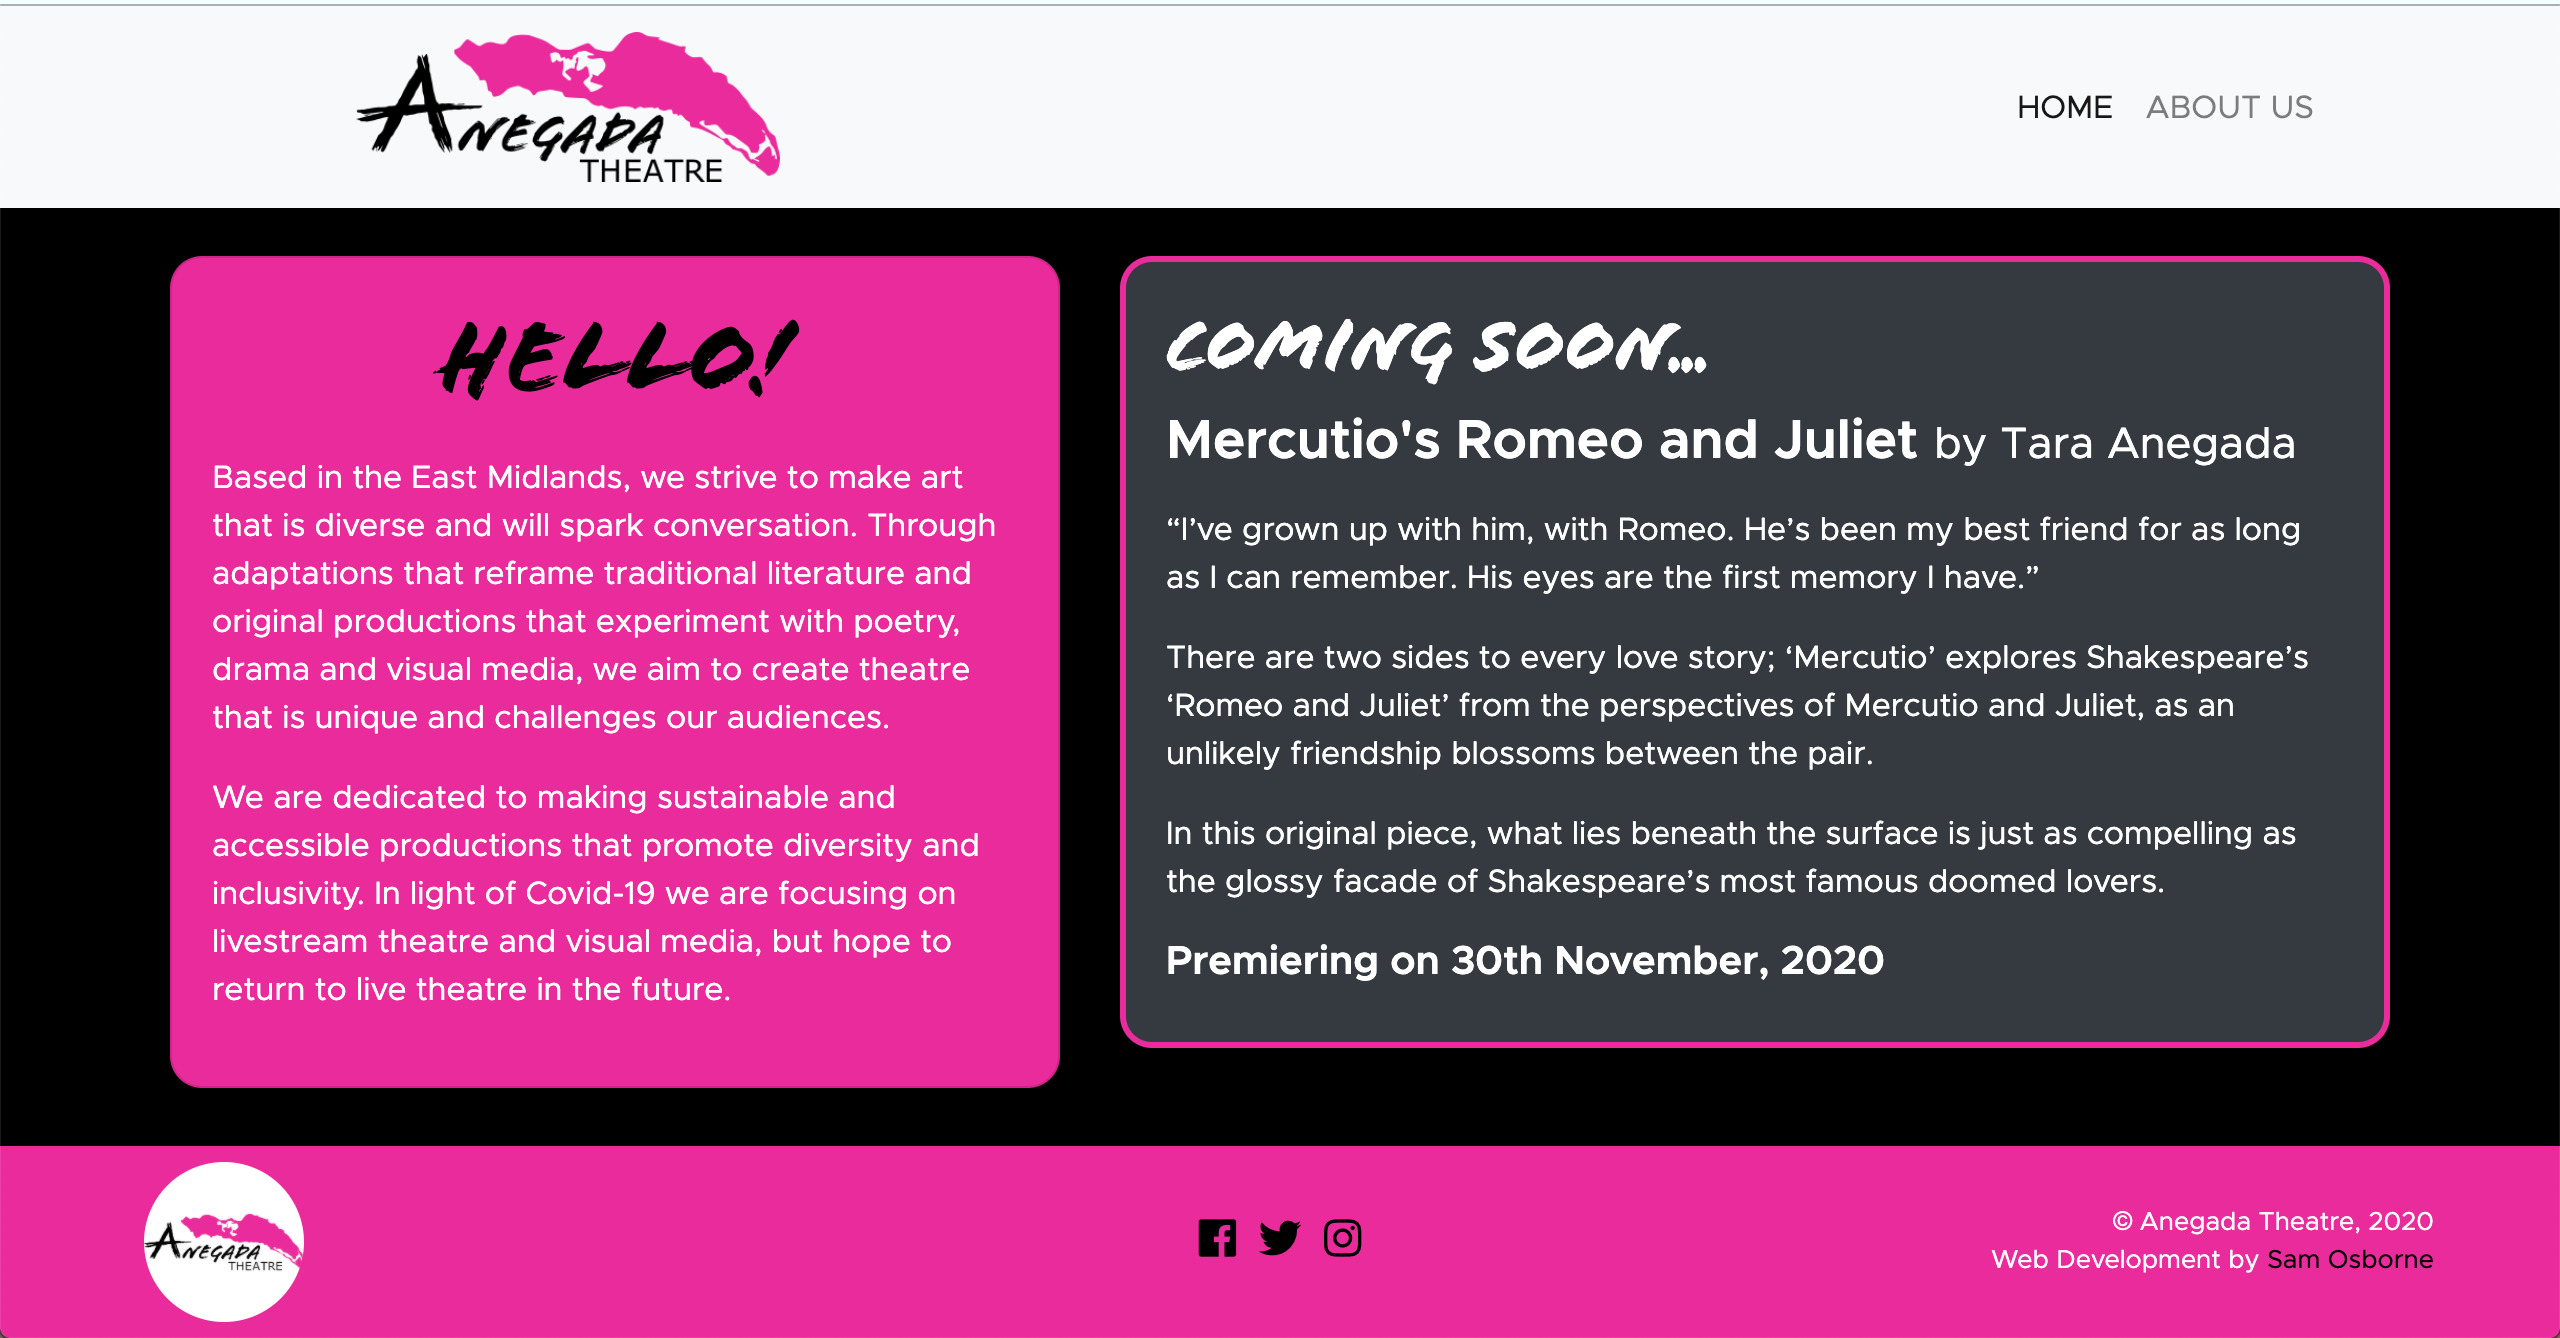 ANEGADA
THEATRE
HOME ABOUT US
HELLO!
Based in the East Midlands, we strive to make art
that is diverse and will spark conversation. Through
adaptations that reframe traditional literature and
original productions that experiment with poetry,
drama and visual media, we aim to create theatre
that is unique and challenges our audiences.
We are dedicated to making sustainable and
accessible productions that promote diversity and
inclusivity. In light of Covid-19 we are focusing on
livestream theatre and visual media, but hope to
return to live theatre in the future.
COMING SOON...
Mercutio's Romeo and Juliet by Tara Anegada
“I’ve grown up with him, with Romeo. He’s been my best friend for as long
as I can remember. His eyes are the first memory I have.”
There are two sides to every love story; ‘Mercutio’ explores Shakespeare’s
‘Romeo and Juliet’ from the perspectives of Mercutio and Juliet, as an
unlikely friendship blossoms between the pair.
In this original piece, what lies beneath the surface is just as compelling as
the glossy facade of Shakespeare’s most famous doomed lovers.
Premiering on 30th November, 2020
ANEGADA
THEATRE
© Anegada Theatre, 2020
Web Development by Sam Osborne